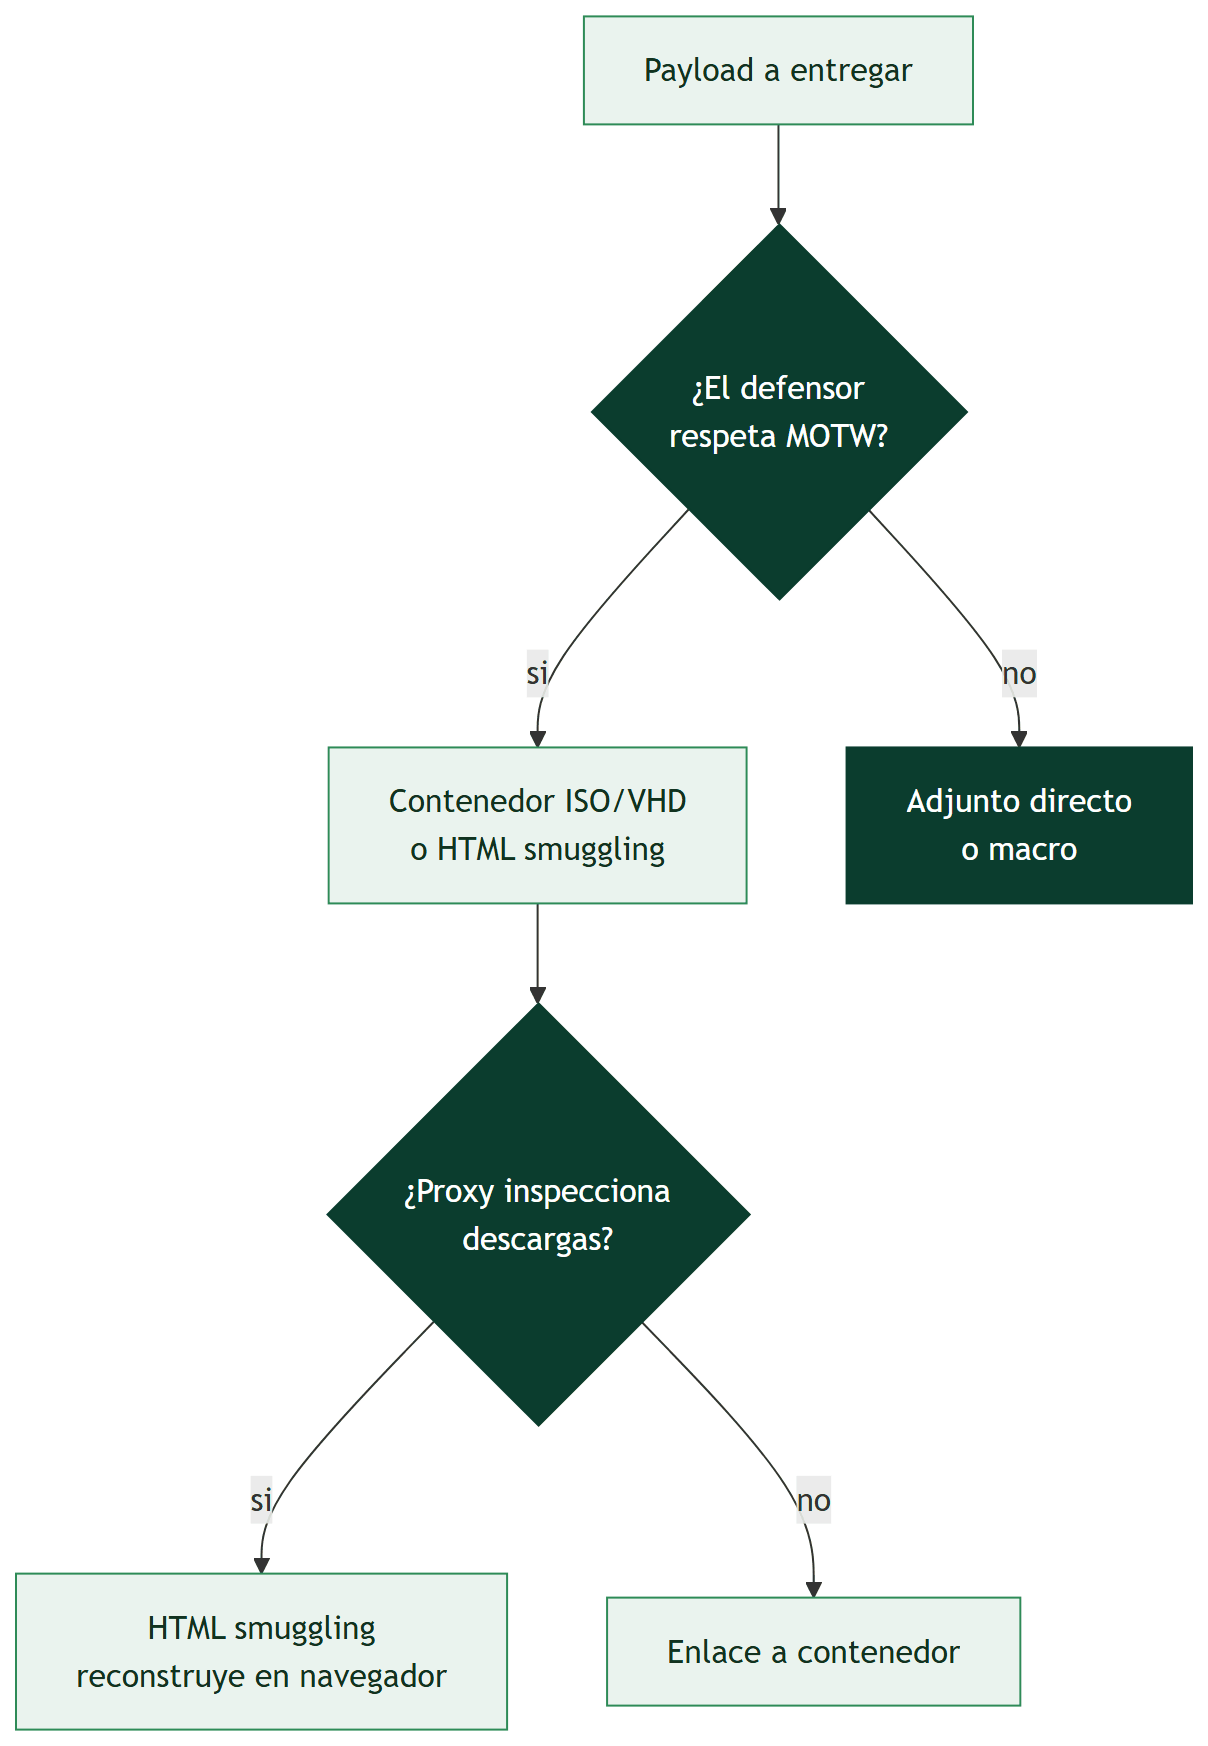 Payload a entregar
¿El defensor
respeta MOTW?
si
no
Contenedor ISO/VHD
o HTML smuggling
Adjunto directo
o macro
¿Proxy inspecciona
descargas?
si
no
HTML smuggling
reconstruye en navegador
Enlace a contenedor